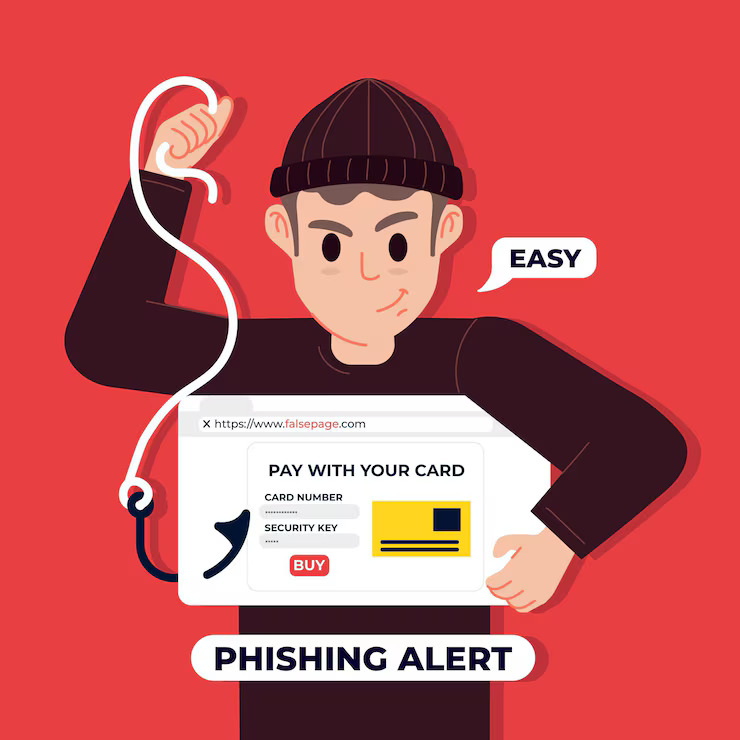 EASY
X https://www.falsepage.com
PAY WITH YOUR CARD
CARD NUMBER
************
SECURITY KEY
*****
BUY
PHISHING ALERT